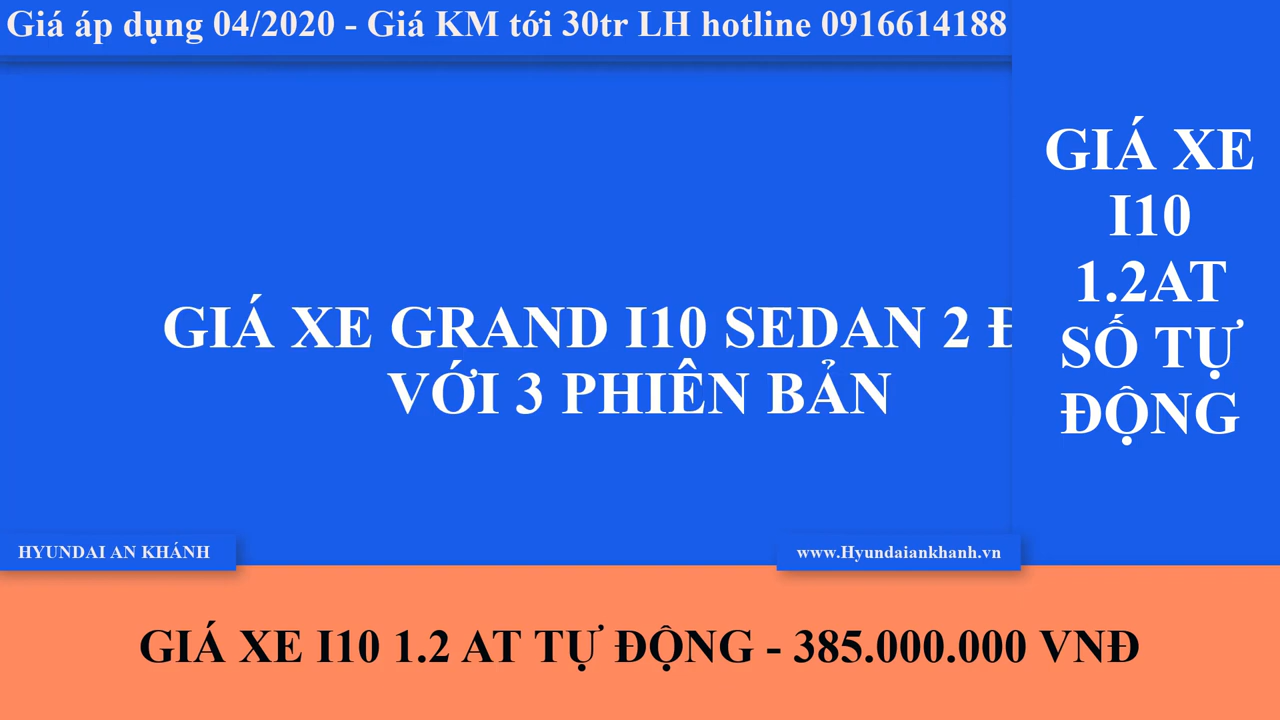 Giá áp dụng 04/2020 - Giá KM tới 30tr LH hotline 0916614188
GIÁ XE GRAND I10 SEDAN 2 Đ
VỚI 3 PHIÊN BẢN
GIÁ XE
I10
1.2AT
SỐ TỰ
ĐỘNG
HYUNDAI AN KHÁNH
www.Hyundaiankhanh.vn
GIÁ XE I10 1.2 AT TỰ ĐỘNG - 385.000.000 VNĐ